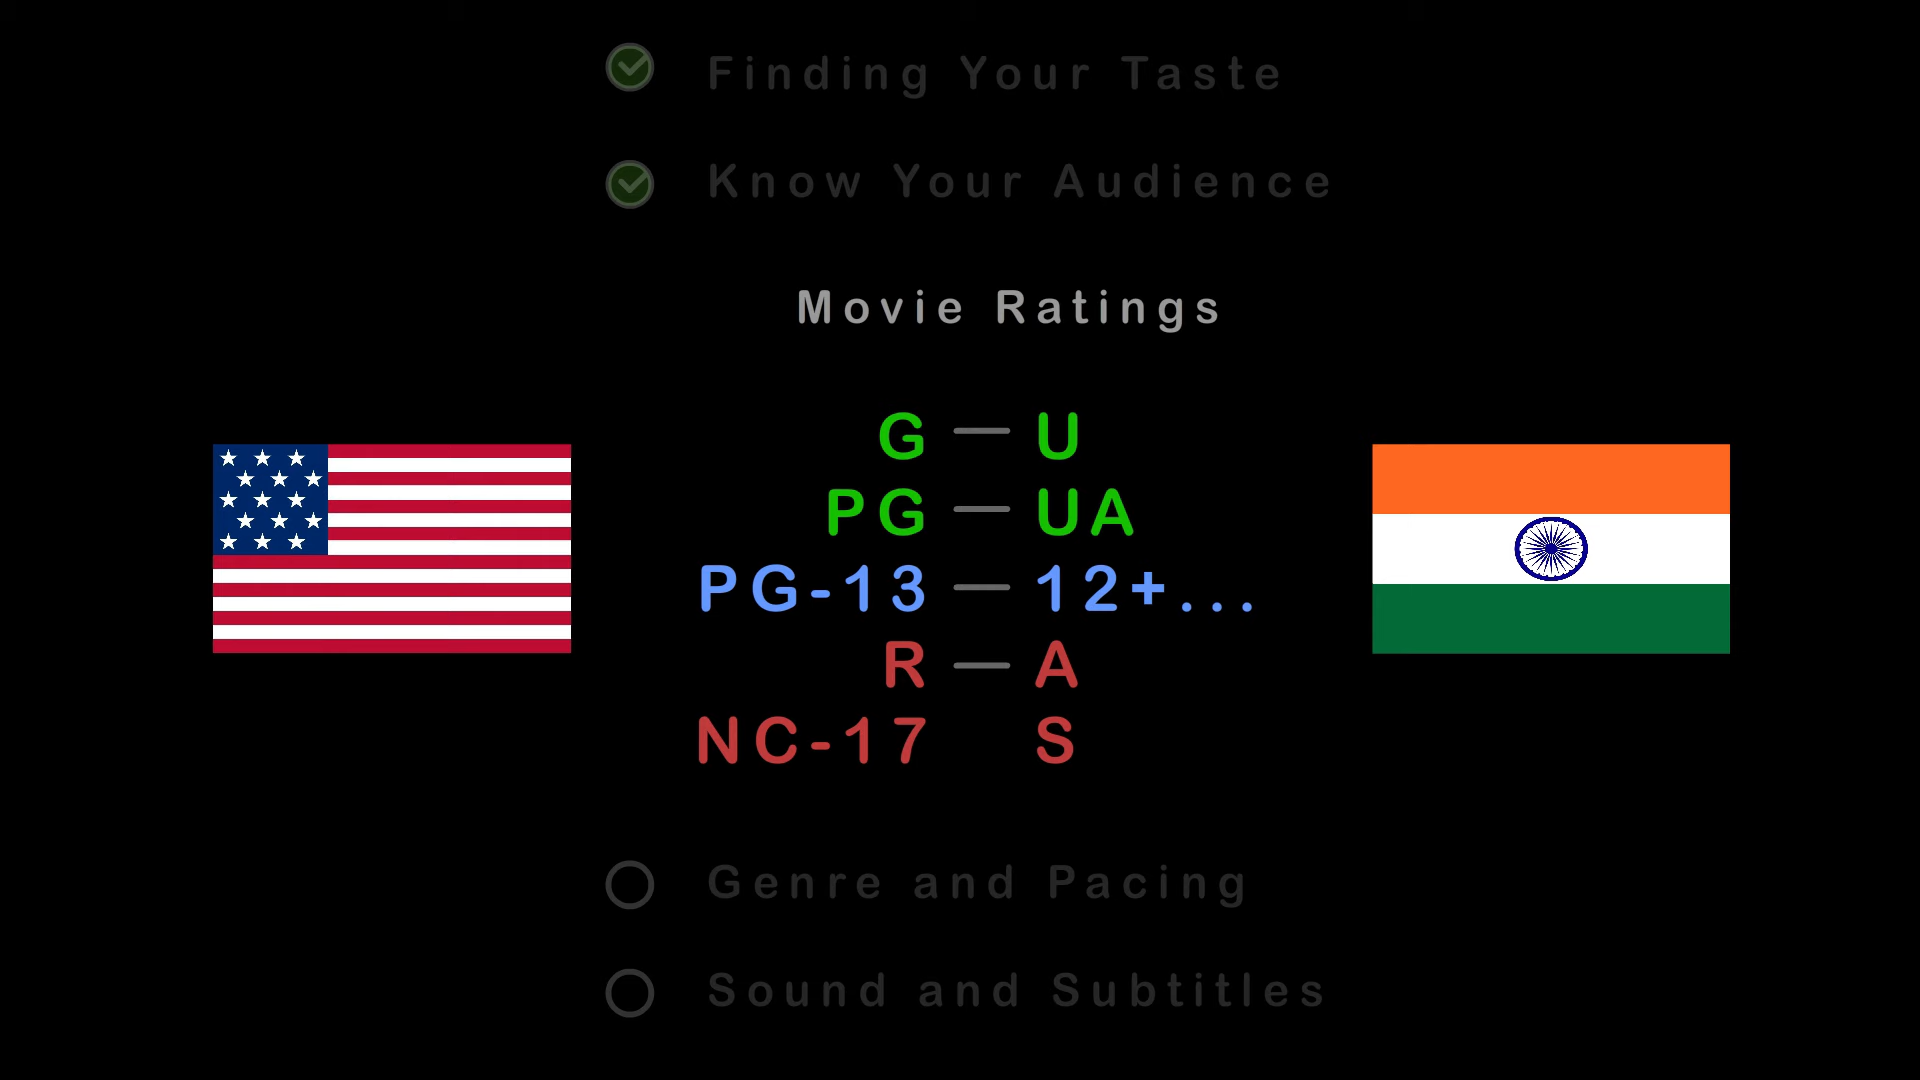 Finding Your Taste
Know Your Audience
Movie Ratings
G — U
PG — UA
PG-13 — 12+...
R — A
NC-17 S
Genre and Pacing
Sound and Subtitles